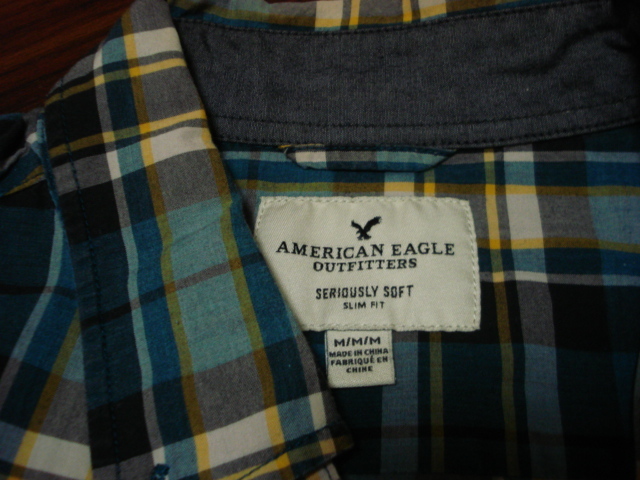 AMERICAN EAGLE
OUTFITTERS
SERIOUSLY SOFT
SLIM FIT
M/M/M
MADE IN CHINA
FABRIQUÉ EN
CHINE